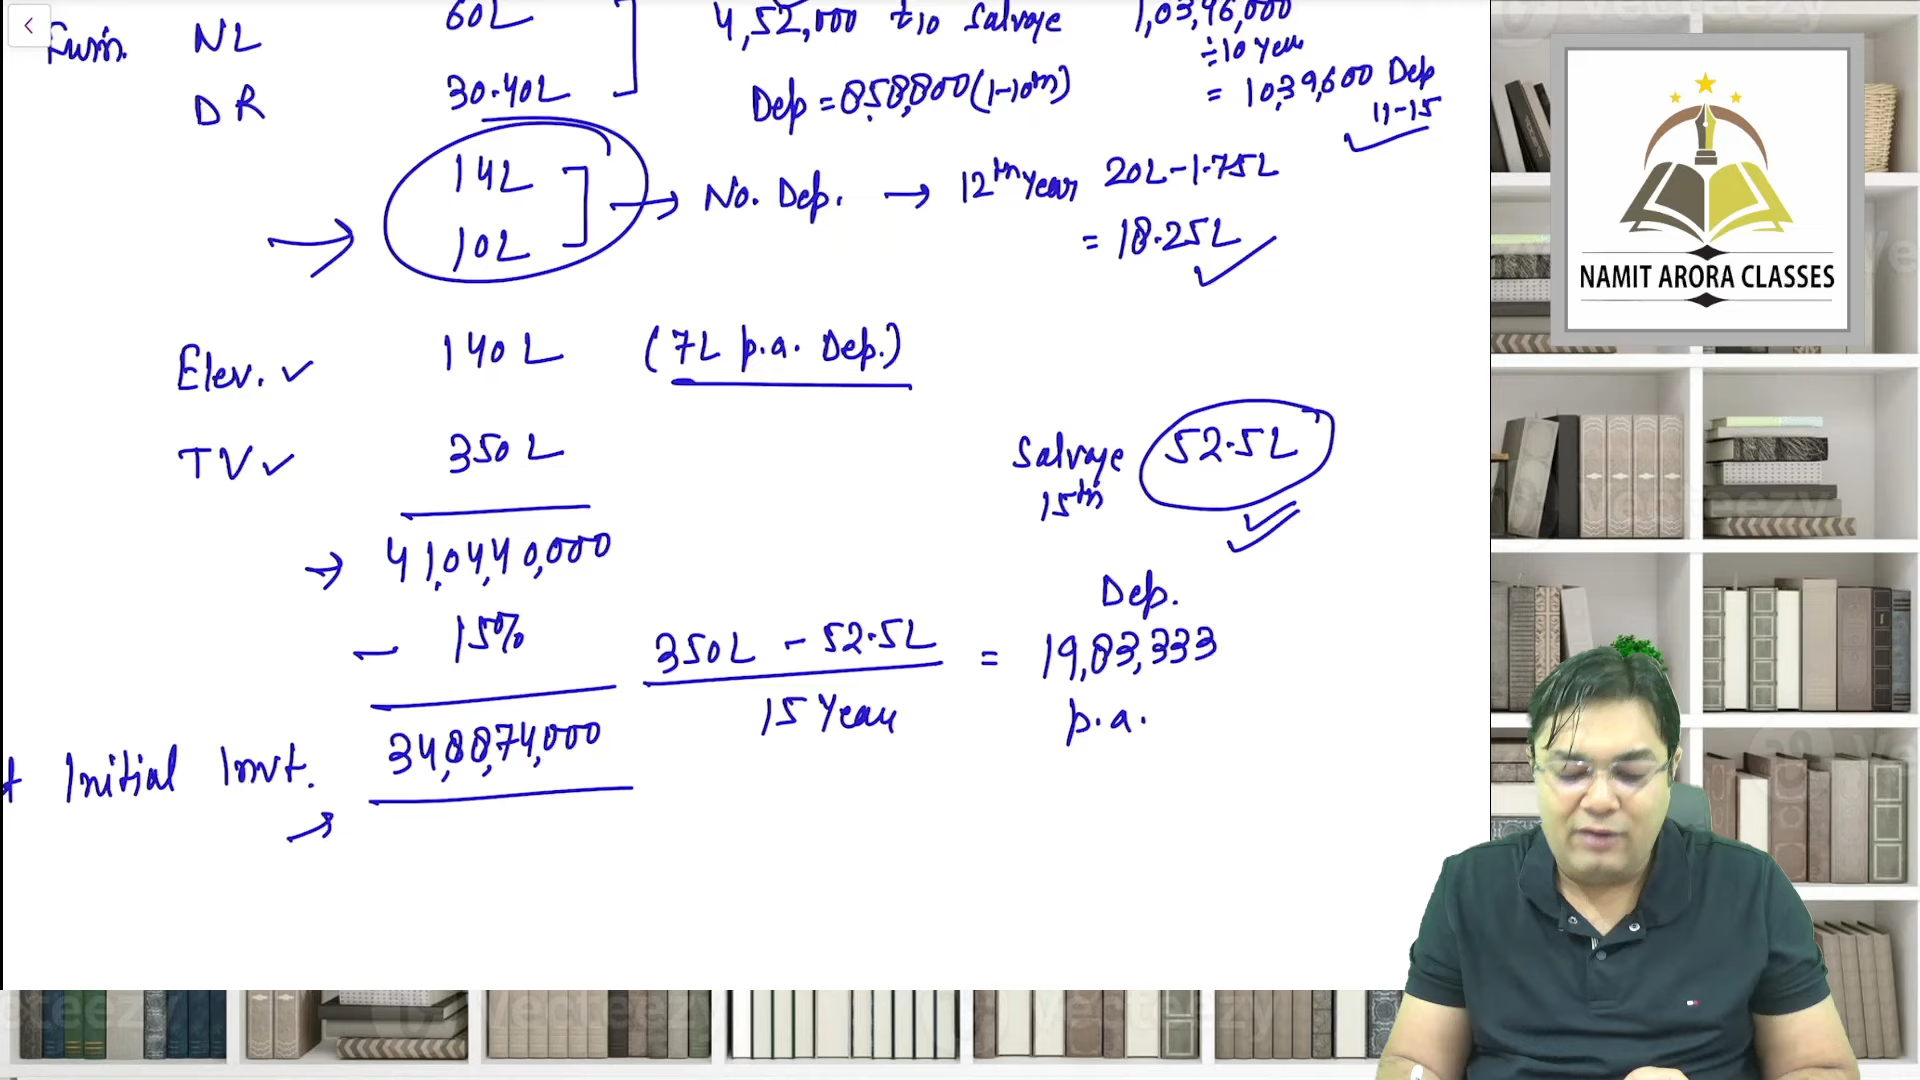 Furn. NL 60L 4,52,000 t10 Salvage 1,03,96,000
÷10 Year
DR 30.40L Dep = 858,800 (1-10th) = 10,39,600 Dep
11-15
14L No. Dep. → 12th Year 20L - 1.75L
→ 10L = 18.25L
Elev. ✓ 140L (7L p.a. Dep.)
TV ✓ 350L Salvage 52.5L
15th
→ 41,04,40,000
Dep.
- 15% 350L - 52.5L = 19,83,333
15 Year p.a.
Initial Invt. 34,88,74,000
NAMIT ARORA CLASSES